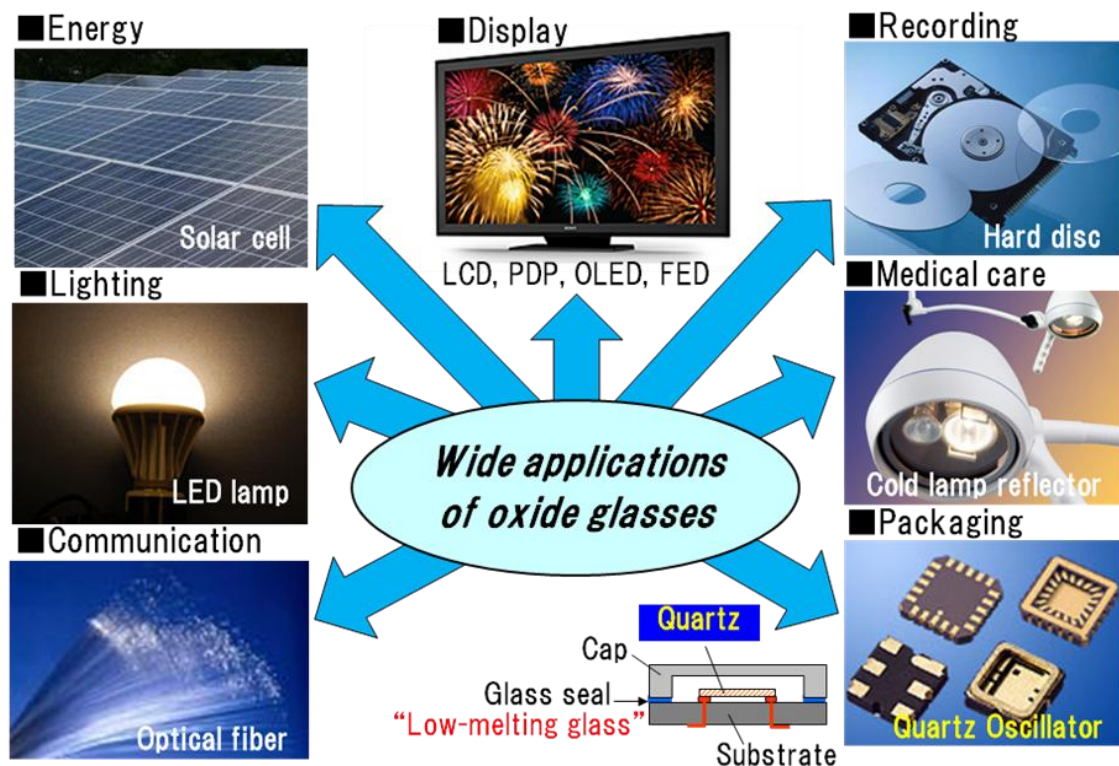 ■Energy
Solar cell
■Display
SONY
LCD, PDP, OLED, FED
■Recording
Hard disc
■Lighting
LED lamp
■Medical care
Cold lamp reflector
Wide applications
of oxide glasses
■Communication
Optical fiber
Quartz
Cap
Glass seal
“Low-melting glass”
Substrate
■Packaging
Quartz Oscillator